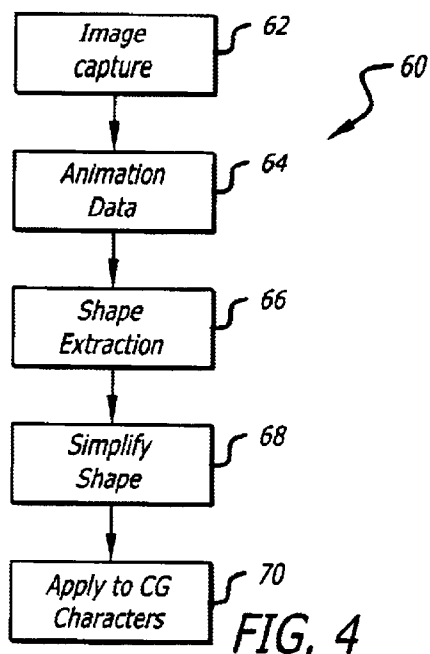 Image
capture
62
60
Animation
Data
64
Shape
Extraction
66
Simplify
Shape
68
Apply to CG
Characters
70
FIG. 4